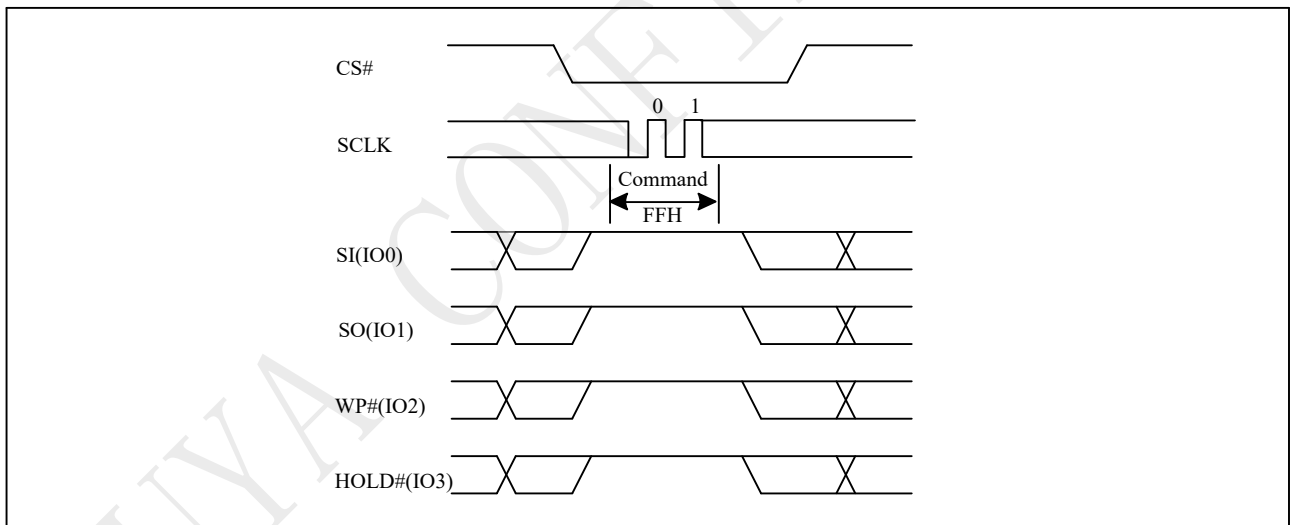 CS#
0 1
SCLK
Command
FFH
SI(IO0)
SO(IO1)
WP#(IO2)
HOLD#(IO3)